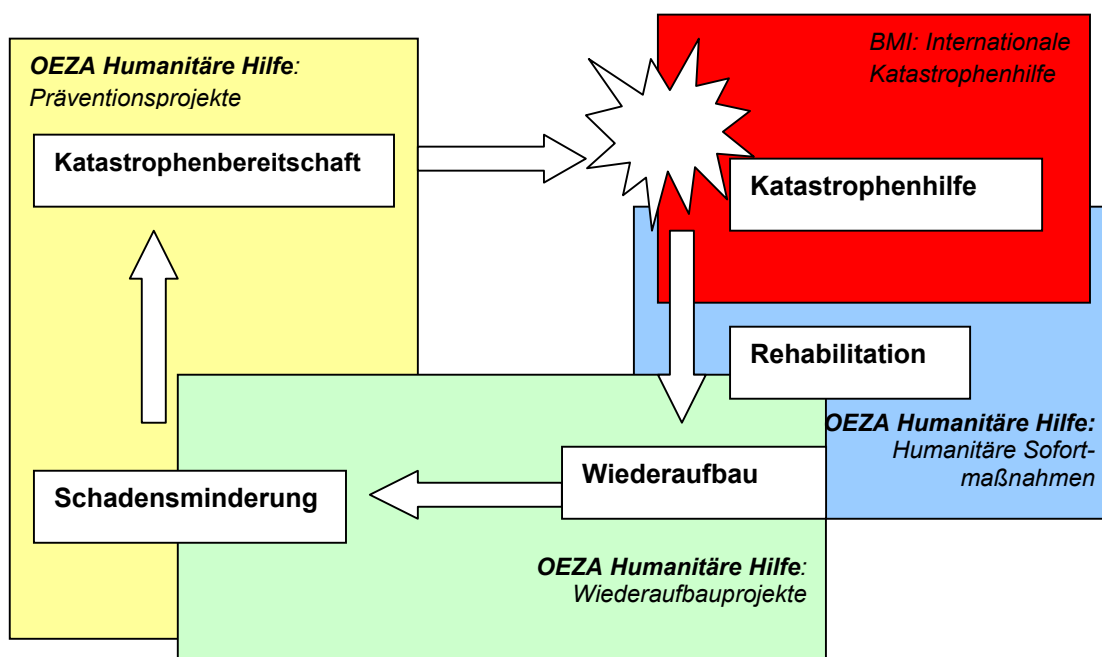 OEZA Humanitäre Hilfe:
Präventionsprojekte
BMI: Internationale
Katastrophenhilfe
Katastrophenbereitschaft
Katastrophenhilfe
Rehabilitation
OEZA Humanitäre Hilfe:
Humanitäre Sofort-
maßnahmen
Wiederaufbau
Schadensminderung
OEZA Humanitäre Hilfe:
Wiederaufbauprojekte